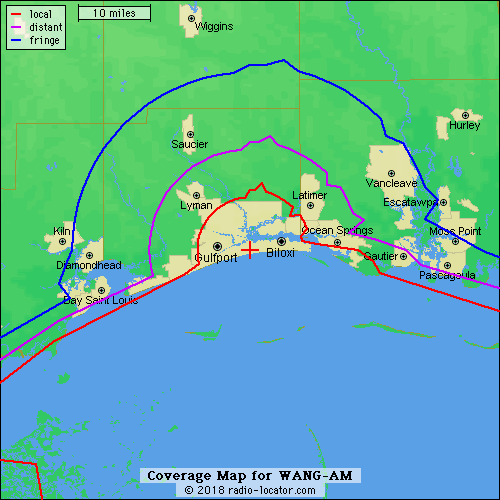 local
distant
fringe
10 miles
Wiggins
Hurley
Saucier
Vancleave
Latimer
Lyman
Escatawpa
Kiln
Ocean Springs
Moss Point
Gulfport
Biloxi
Gautier
Diamondhead
Pascagoula
Bay Saint Louis
Coverage Map for WANG-AM
© 2018 radio-locator.com